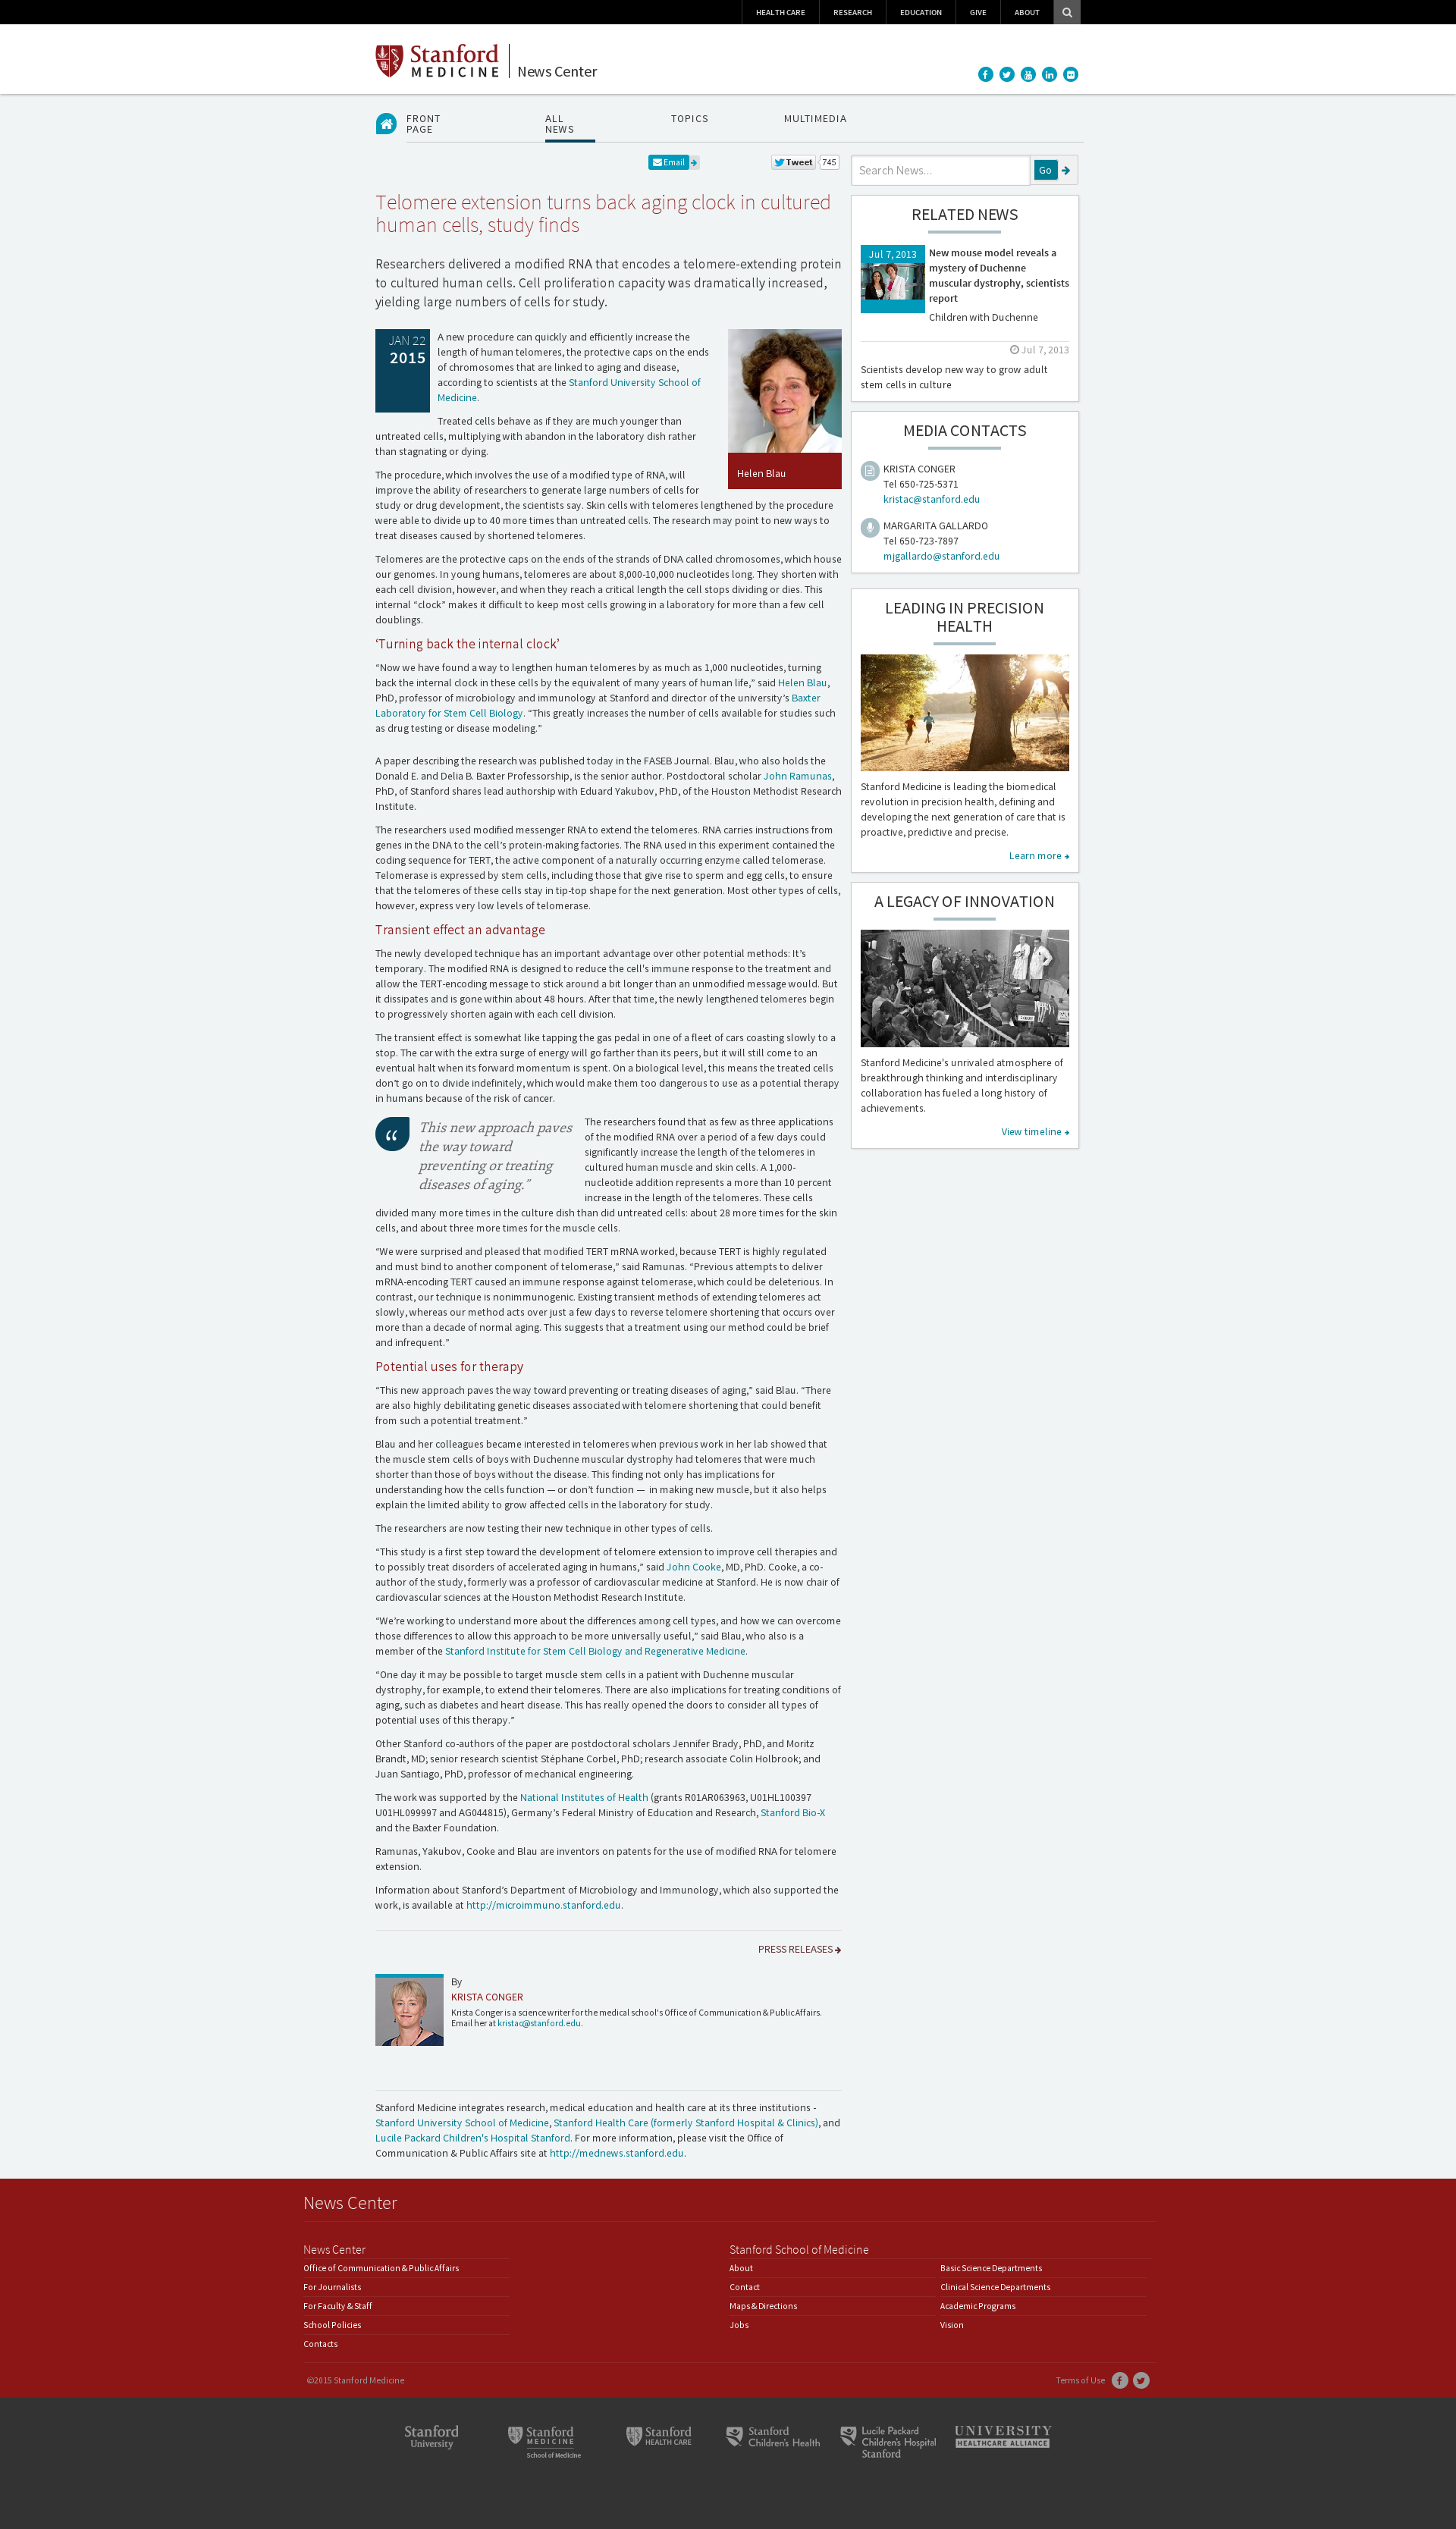 HEALTH CARE RESEARCH EDUCATION GIVE ABOUT
Stanford
MEDICINE
News Center
FRONT PAGE
ALL NEWS
TOPICS
MULTIMEDIA
Email
Tweet 745
Search News...
Go
Telomere extension turns back aging clock in cultured
human cells, study finds
Researchers delivered a modified RNA that encodes a telomere-extending protein
to cultured human cells. Cell proliferation capacity was dramatically increased,
yielding large numbers of cells for study.
JAN 22
2015
A new procedure can quickly and efficiently increase the
length of human telomeres, the protective caps on the ends
of chromosomes that are linked to aging and disease,
according to scientists at the Stanford University School of
Medicine.
Treated cells behave as if they are much younger than
untreated cells, multiplying with abandon in the laboratory dish rather
than stagnating or dying.
Helen Blau
The procedure, which involves the use of a modified type of RNA, will
improve the ability of researchers to generate large numbers of cells for
study or drug development, the scientists say. Skin cells with telomeres lengthened by the procedure
were able to divide up to 40 more times than untreated cells. The research may point to new ways to
treat diseases caused by shortened telomeres.
Telomeres are the protective caps on the ends of the strands of DNA called chromosomes, which house
our genomes. In young humans, telomeres are about 8,000-10,000 nucleotides long. They shorten with
each cell division, however, and when they reach a critical length the cell stops dividing or dies. This
internal “clock” makes it difficult to keep most cells growing in a laboratory for more than a few cell
doublings.
‘Turning back the internal clock’
“Now we have found a way to lengthen human telomeres by as much as 1,000 nucleotides, turning
back the internal clock in these cells by the equivalent of many years of human life,” said Helen Blau,
PhD, professor of microbiology and immunology at Stanford and director of the university’s Baxter
Laboratory for Stem Cell Biology. “This greatly increases the number of cells available for studies such
as drug testing or disease modeling.”
A paper describing the research was published today in the FASEB Journal. Blau, who also holds the
Donald E. and Delia B. Baxter Professorship, is the senior author. Postdoctoral scholar John Ramunas,
PhD, of Stanford shares lead authorship with Eduard Yakubov, PhD, of the Houston Methodist Research
Institute.
The researchers used modified messenger RNA to extend the telomeres. RNA carries instructions from
genes in the DNA to the cell’s protein-making factories. The RNA used in this experiment contained the
coding sequence for TERT, the active component of a naturally occurring enzyme called telomerase.
Telomerase is expressed by stem cells, including those that give rise to sperm and egg cells, to ensure
that the telomeres of these cells stay in tip-top shape for the next generation. Most other types of cells,
however, express very low levels of telomerase.
Transient effect an advantage
The newly developed technique has an important advantage over other potential methods: It’s
temporary. The modified RNA is designed to reduce the cell's immune response to the treatment and
allow the TERT-encoding message to stick around a bit longer than an unmodified message would. But
it dissipates and is gone within about 48 hours. After that time, the newly lengthened telomeres begin
to progressively shorten again with each cell division.
The transient effect is somewhat like tapping the gas pedal in one of a fleet of cars coasting slowly to a
stop. The car with the extra surge of energy will go farther than its peers, but it will still come to an
eventual halt when its forward momentum is spent. On a biological level, this means the treated cells
don’t go on to divide indefinitely, which would make them too dangerous to use as a potential therapy
in humans because of the risk of cancer.
“
This new approach paves
the way toward
preventing or treating
diseases of aging.”
The researchers found that as few as three applications
of the modified RNA over a period of a few days could
significantly increase the length of the telomeres in
cultured human muscle and skin cells. A 1,000-
nucleotide addition represents a more than 10 percent
increase in the length of the telomeres. These cells
divided many more times in the culture dish than did untreated cells: about 28 more times for the skin
cells, and about three more times for the muscle cells.
“We were surprised and pleased that modified TERT mRNA worked, because TERT is highly regulated
and must bind to another component of telomerase,” said Ramunas. “Previous attempts to deliver
mRNA-encoding TERT caused an immune response against telomerase, which could be deleterious. In
contrast, our technique is nonimmunogenic. Existing transient methods of extending telomeres act
slowly, whereas our method acts over just a few days to reverse telomere shortening that occurs over
more than a decade of normal aging. This suggests that a treatment using our method could be brief
and infrequent.”
Potential uses for therapy
“This new approach paves the way toward preventing or treating diseases of aging,” said Blau. “There
are also highly debilitating genetic diseases associated with telomere shortening that could benefit
from such a potential treatment.”
Blau and her colleagues became interested in telomeres when previous work in her lab showed that
the muscle stem cells of boys with Duchenne muscular dystrophy had telomeres that were much
shorter than those of boys without the disease. This finding not only has implications for
understanding how the cells function — or don’t function — in making new muscle, but it also helps
explain the limited ability to grow affected cells in the laboratory for study.
The researchers are now testing their new technique in other types of cells.
“This study is a first step toward the development of telomere extension to improve cell therapies and
to possibly treat disorders of accelerated aging in humans,” said John Cooke, MD, PhD. Cooke, a co-
author of the study, formerly was a professor of cardiovascular medicine at Stanford. He is now chair of
cardiovascular sciences at the Houston Methodist Research Institute.
“We’re working to understand more about the differences among cell types, and how we can overcome
those differences to allow this approach to be more universally useful,” said Blau, who also is a
member of the Stanford Institute for Stem Cell Biology and Regenerative Medicine.
“One day it may be possible to target muscle stem cells in a patient with Duchenne muscular
dystrophy, for example, to extend their telomeres. There are also implications for treating conditions of
aging, such as diabetes and heart disease. This has really opened the doors to consider all types of
potential uses of this therapy.”
Other Stanford co-authors of the paper are postdoctoral scholars Jennifer Brady, PhD, and Moritz
Brandt, MD; senior research scientist Stéphane Corbel, PhD; research associate Colin Holbrook; and
Juan Santiago, PhD, professor of mechanical engineering.
The work was supported by the National Institutes of Health (grants R01AR063963, U01HL100397
U01HL099997 and AG044815), Germany’s Federal Ministry of Education and Research, Stanford Bio-X
and the Baxter Foundation.
Ramunas, Yakubov, Cooke and Blau are inventors on patents for the use of modified RNA for telomere
extension.
Information about Stanford’s Department of Microbiology and Immunology, which also supported the
work, is available at http://microimmuno.stanford.edu.
PRESS RELEASES
By
KRISTA CONGER
Krista Conger is a science writer for the medical school's Office of Communication & Public Affairs.
Email her at kristac@stanford.edu.
Stanford Medicine integrates research, medical education and health care at its three institutions -
Stanford University School of Medicine, Stanford Health Care (formerly Stanford Hospital & Clinics), and
Lucile Packard Children's Hospital Stanford. For more information, please visit the Office of
Communication & Public Affairs site at http://mednews.stanford.edu.
RELATED NEWS
Jul 7, 2013
New mouse model reveals a
mystery of Duchenne
muscular dystrophy, scientists
report
Children with Duchenne
Jul 7, 2013
Scientists develop new way to grow adult
stem cells in culture
MEDIA CONTACTS
KRISTA CONGER
Tel 650-725-5371
kristac@stanford.edu
MARGARITA GALLARDO
Tel 650-723-7897
mjgallardo@stanford.edu
LEADING IN PRECISION
HEALTH
Stanford Medicine is leading the biomedical
revolution in precision health, defining and
developing the next generation of care that is
proactive, predictive and precise.
Learn more
A LEGACY OF INNOVATION
Stanford Medicine's unrivaled atmosphere of
breakthrough thinking and interdisciplinary
collaboration has fueled a long history of
achievements.
View timeline
News Center
News Center
Office of Communication & Public Affairs
For Journalists
For Faculty & Staff
School Policies
Contacts
Stanford School of Medicine
About
Contact
Maps & Directions
Jobs
Basic Science Departments
Clinical Science Departments
Academic Programs
Vision
©2015 Stanford Medicine
Terms of Use
Stanford
University
Stanford
MEDICINE
School of Medicine
Stanford
HEALTH CARE
Stanford
Children's Health
Lucile Packard
Children's Hospital
Stanford
UNIVERSITY
HEALTHCARE ALLIANCE